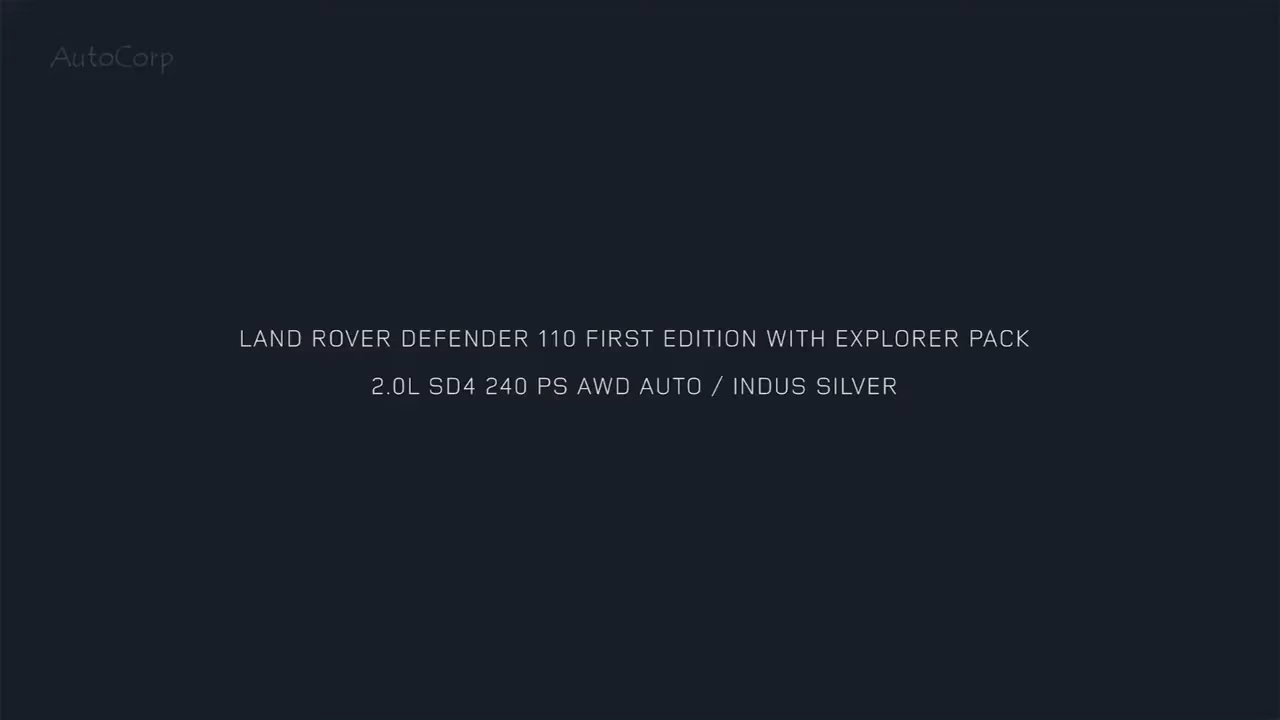 AutoCorp
LAND ROVER DEFENDER 110 FIRST EDITION WITH EXPLORER PACK
2.0L SD4 240 PS AWD AUTO / INDUS SILVER